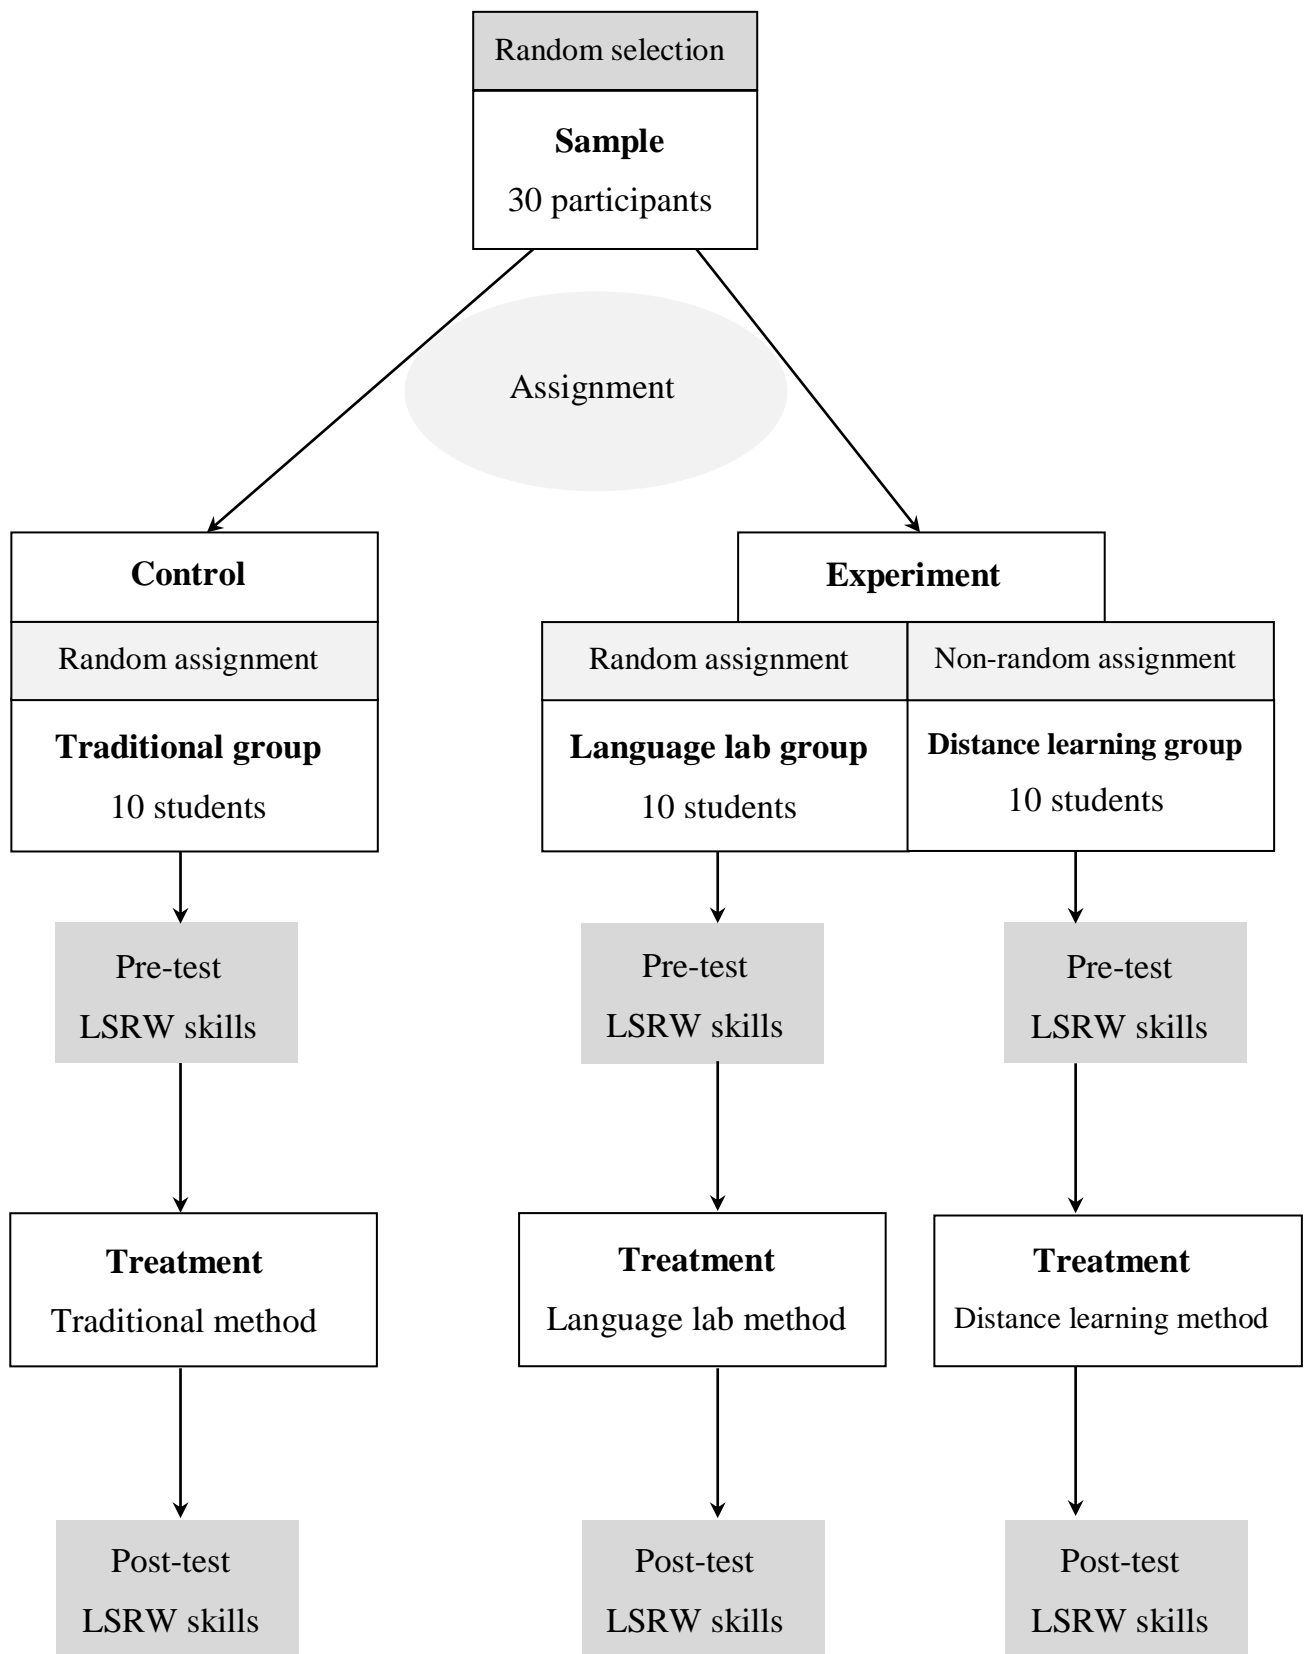 Random selection
Sample
30 participants
Assignment
Control
Random assignment
Traditional group
10 students
Experiment
Random assignment
Non-random assignment
Language lab group
10 students
Distance learning group
10 students
Pre-test
LSRW skills
Pre-test
LSRW skills
Pre-test
LSRW skills
Treatment
Traditional method
Treatment
Language lab method
Treatment
Distance learning method
Post-test
LSRW skills
Post-test
LSRW skills
Post-test
LSRW skills